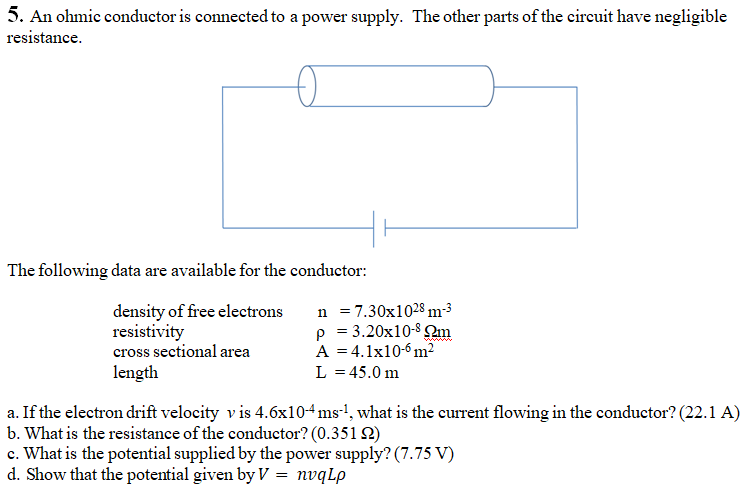 5. An ohmic conductor is connected to a power supply. The other parts of the circuit have negligible
resistance.
The following data are available for the conductor:
density of free electrons n = 7.30x10²⁸ m⁻³
resistivity ρ = 3.20x10⁻⁸ Ωm
cross sectional area A = 4.1x10⁻⁶ m²
length L = 45.0 m
a. If the electron drift velocity v is 4.6x10⁻⁴ ms⁻¹, what is the current flowing in the conductor? (22.1 A)
b. What is the resistance of the conductor? (0.351 Ω)
c. What is the potential supplied by the power supply? (7.75 V)
d. Show that the potential given by V = nvqLρ